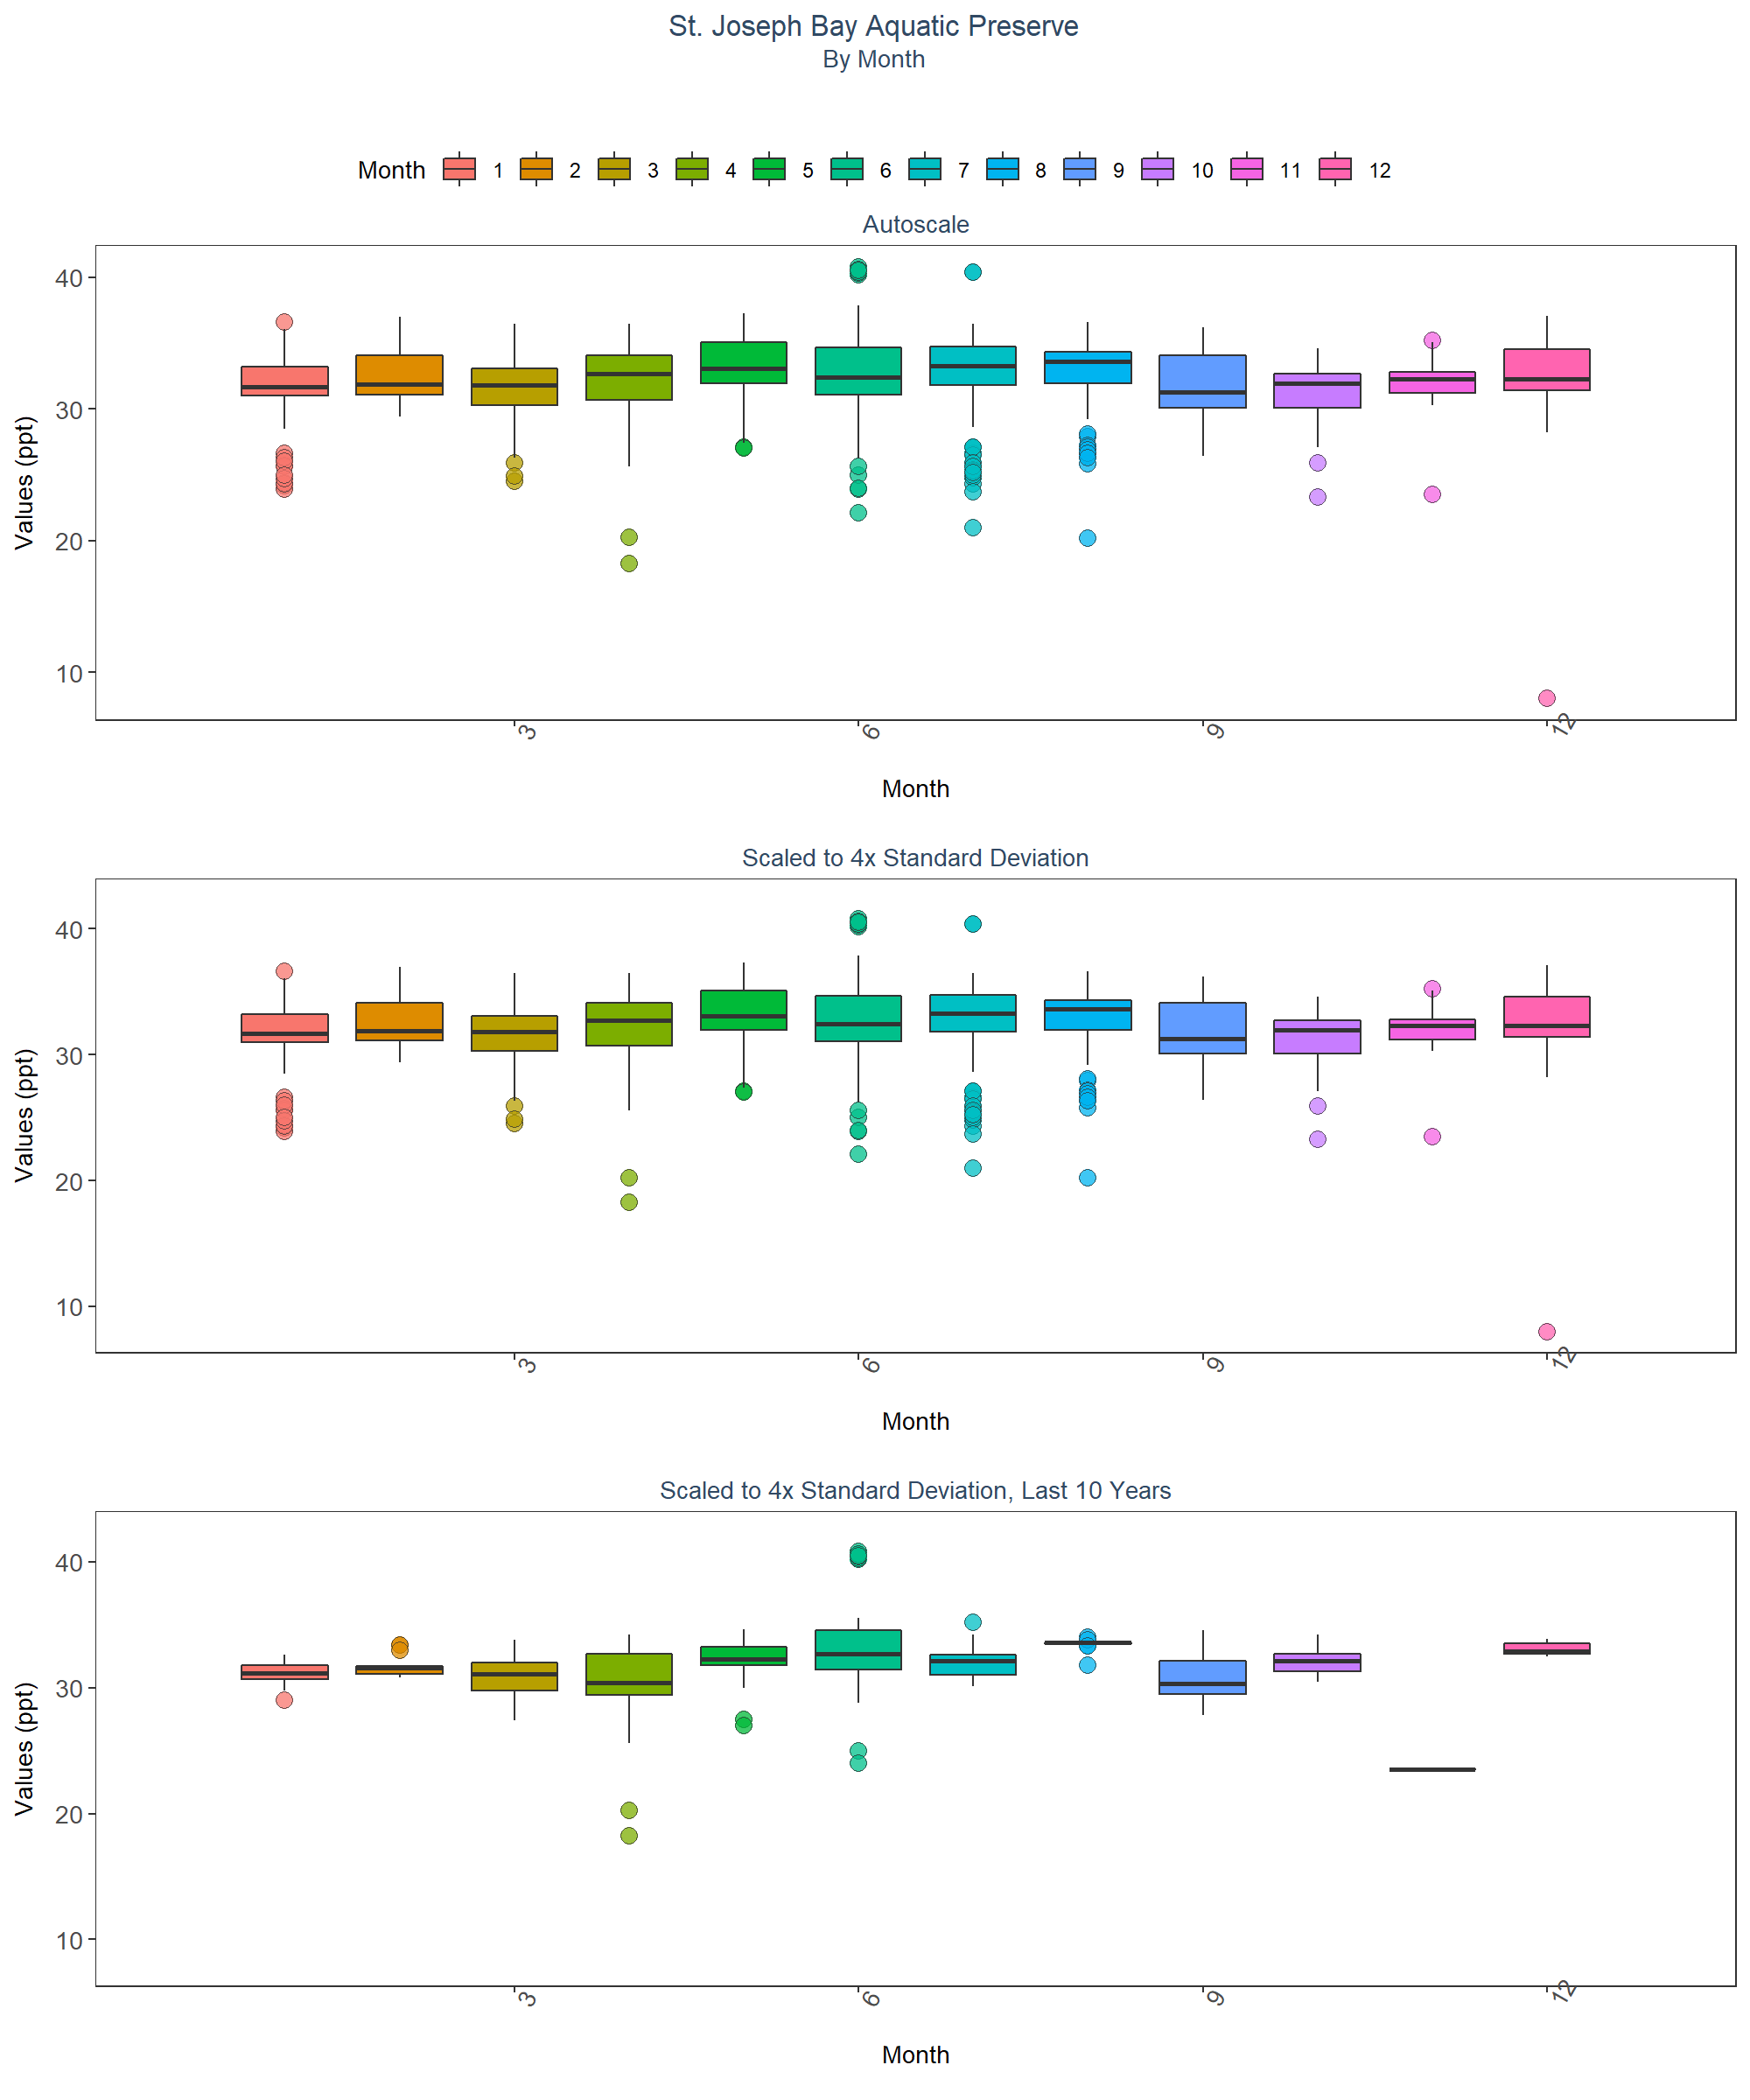 St. Joseph Bay Aquatic Preserve
By Month
Month 1 2 3 4 5 6 7 8 9 10 11 12
Autoscale
Values (ppt)
40
30
20
10
3 6 9 12
Month
Scaled to 4x Standard Deviation
Values (ppt)
40
30
20
10
3 6 9 12
Month
Scaled to 4x Standard Deviation, Last 10 Years
Values (ppt)
40
30
20
10
3 6 9 12
Month